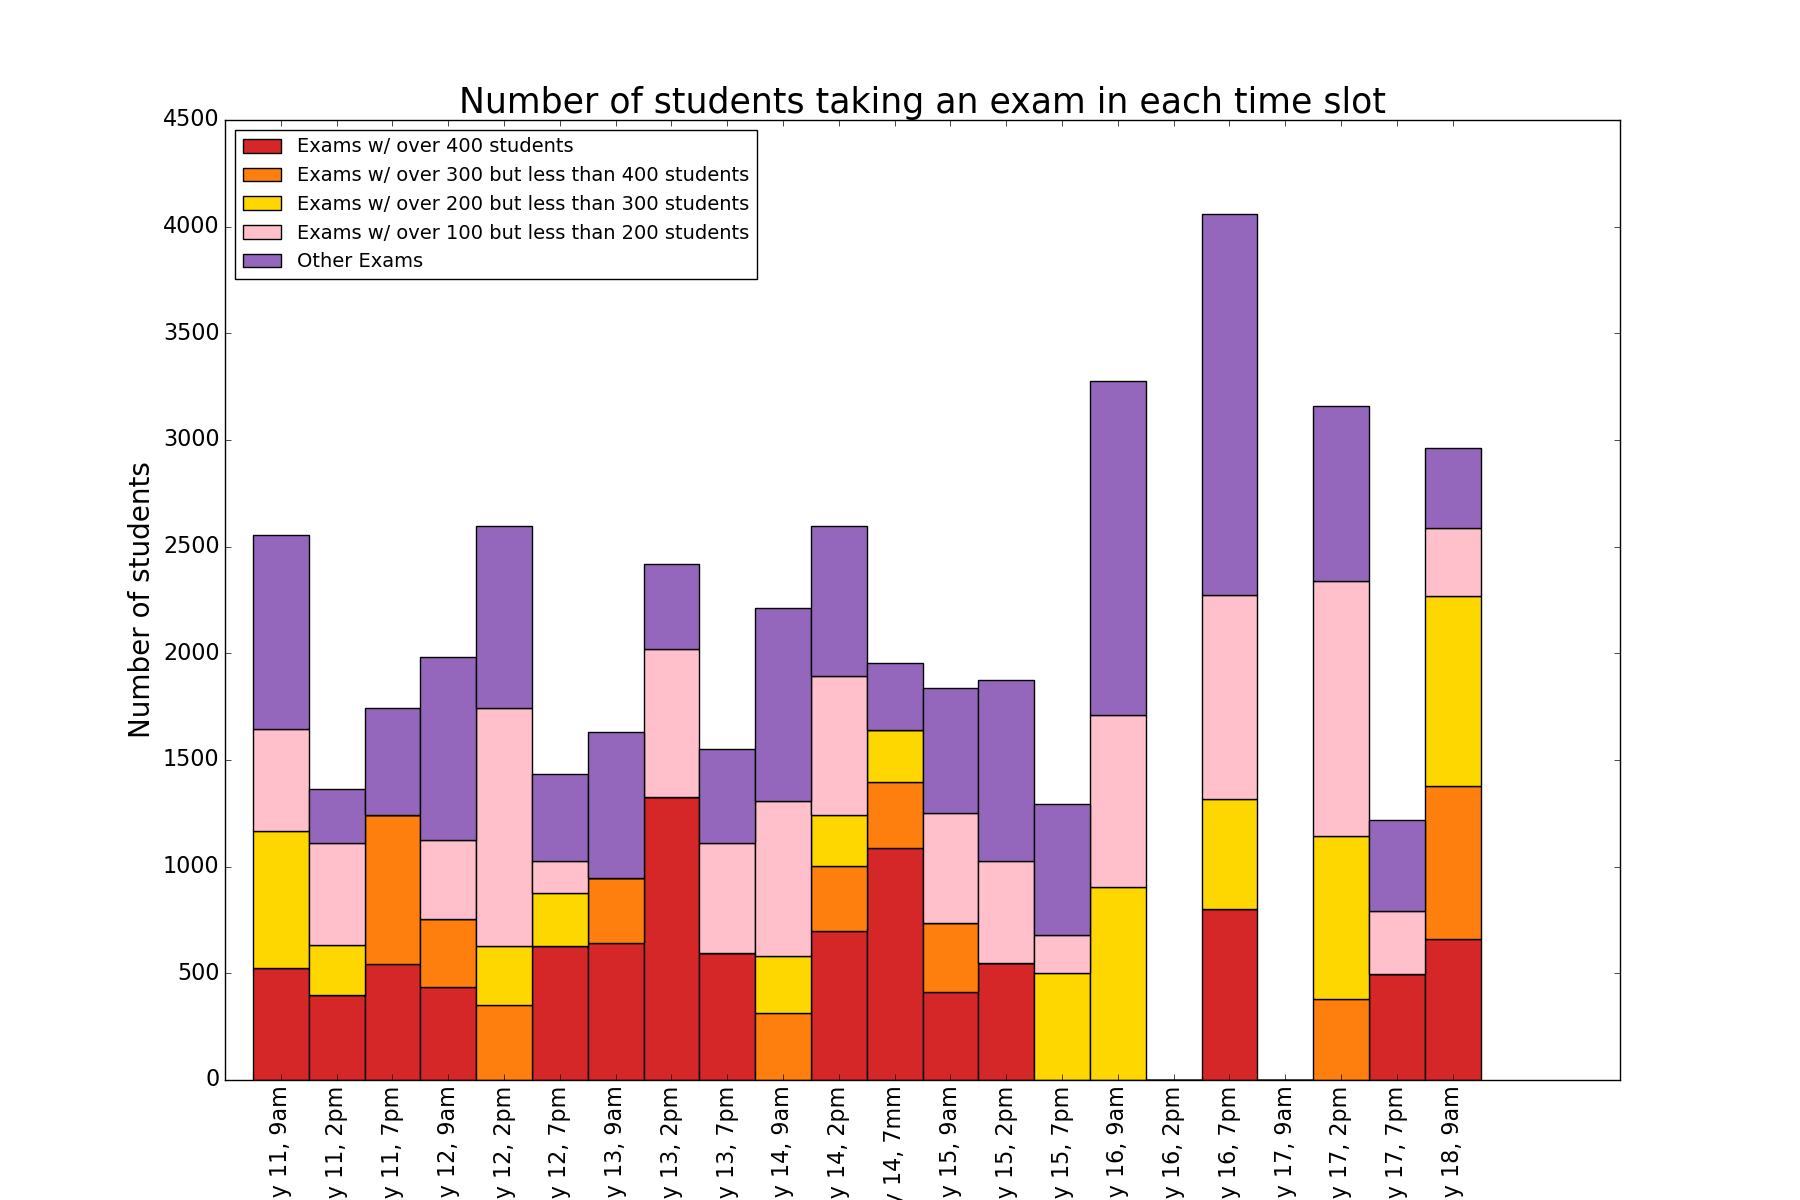 Number of students taking an exam in each time slot
4500
4000
3500
3000
2500
2000
1500
1000
500
0
Number of students
Exams w/ over 400 students
Exams w/ over 300 but less than 400 students
Exams w/ over 200 but less than 300 students
Exams w/ over 100 but less than 200 students
Other Exams
y 11, 9am
y 11, 2pm
y 11, 7pm
y 12, 9am
y 12, 2pm
y 12, 7pm
y 13, 9am
y 13, 2pm
y 13, 7pm
y 14, 9am
y 14, 2pm
y 14, 7mm
y 15, 9am
y 15, 2pm
y 15, 7pm
y 16, 9am
y 16, 2pm
y 16, 7pm
y 17, 9am
y 17, 2pm
y 17, 7pm
y 18, 9am